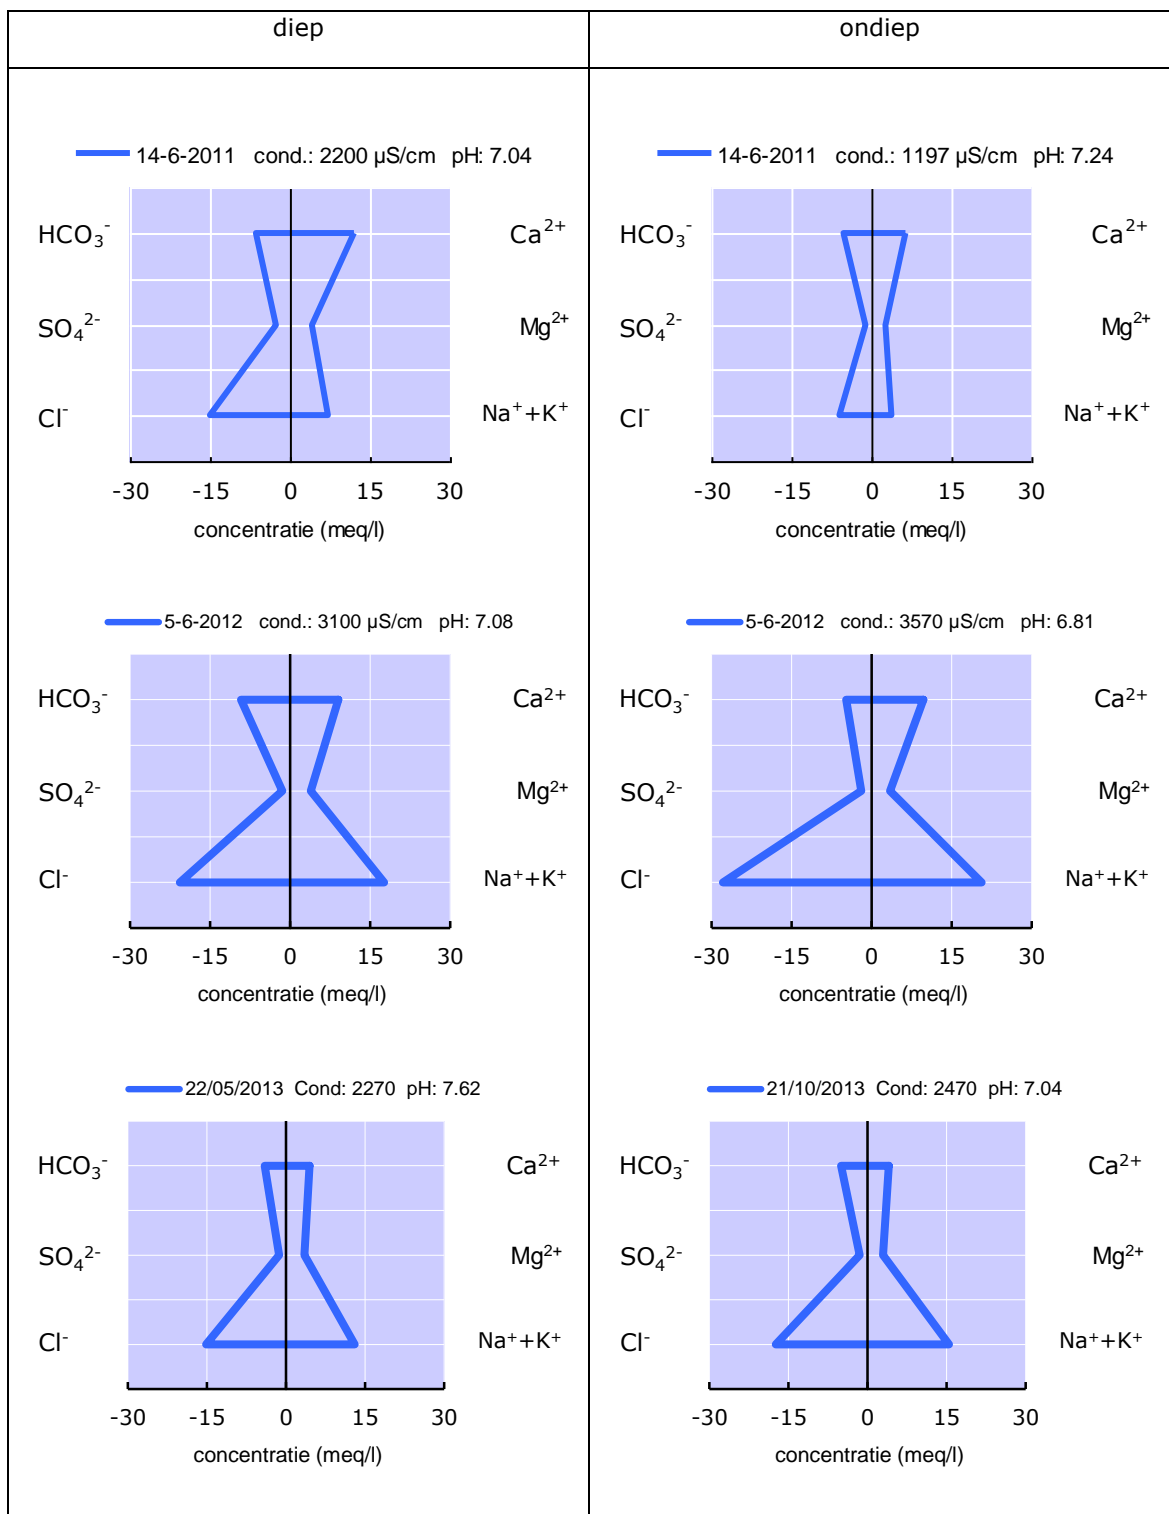 diep
ondiep
14-6-2011 cond.: 2200 µS/cm pH: 7.04
HCO₃⁻ Ca²⁺
SO₄²⁻ Mg²⁺
Cl⁻ Na⁺+K⁺
-30 -15 0 15 30
concentratie (meq/l)
14-6-2011 cond.: 1197 µS/cm pH: 7.24
HCO₃⁻ Ca²⁺
SO₄²⁻ Mg²⁺
Cl⁻ Na⁺+K⁺
-30 -15 0 15 30
concentratie (meq/l)
5-6-2012 cond.: 3100 µS/cm pH: 7.08
HCO₃⁻ Ca²⁺
SO₄²⁻ Mg²⁺
Cl⁻ Na⁺+K⁺
-30 -15 0 15 30
concentratie (meq/l)
5-6-2012 cond.: 3570 µS/cm pH: 6.81
HCO₃⁻ Ca²⁺
SO₄²⁻ Mg²⁺
Cl⁻ Na⁺+K⁺
-30 -15 0 15 30
concentratie (meq/l)
22/05/2013 Cond: 2270 pH: 7.62
HCO₃⁻ Ca²⁺
SO₄²⁻ Mg²⁺
Cl⁻ Na⁺+K⁺
-30 -15 0 15 30
concentratie (meq/l)
21/10/2013 Cond: 2470 pH: 7.04
HCO₃⁻ Ca²⁺
SO₄²⁻ Mg²⁺
Cl⁻ Na⁺+K⁺
-30 -15 0 15 30
concentratie (meq/l)